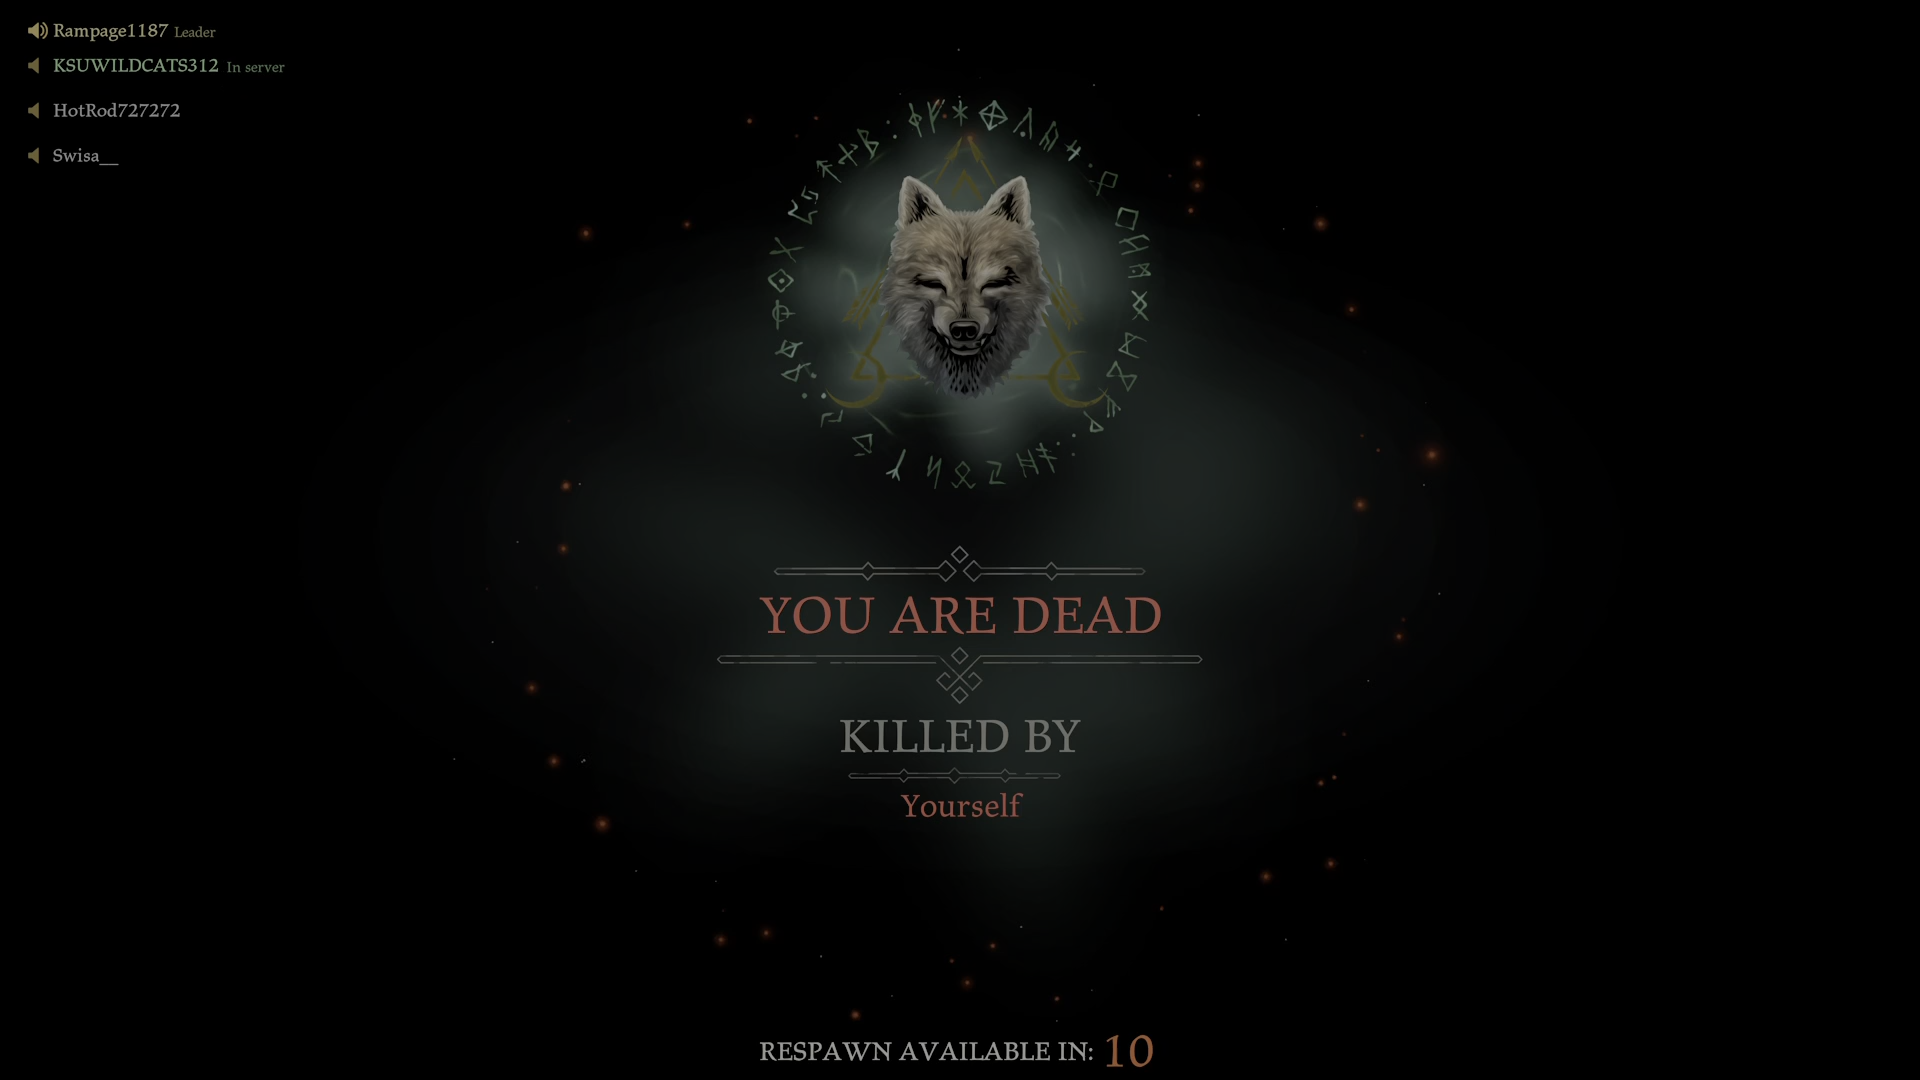 Rampage1187 Leader
KSUWILDCATS312 In server
HotRod727272
Swisa__
YOU ARE DEAD
KILLED BY
Yourself
RESPAWN AVAILABLE IN: 10